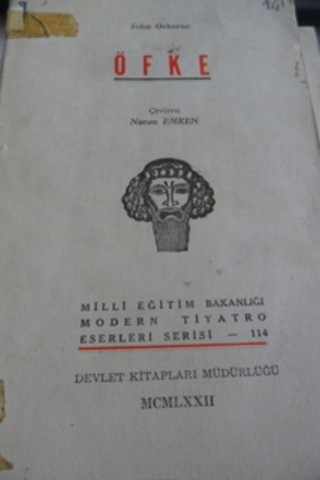 John Osborne
ÖFKE
Çeviren
Nuran EMREN
MİLLİ EĞİTİM BAKANLIĞI
MODERN TİYATRO
ESERLERİ SERİSİ — 114
DEVLET KİTAPLARI MÜDÜRLÜĞÜ
MCMLXXII